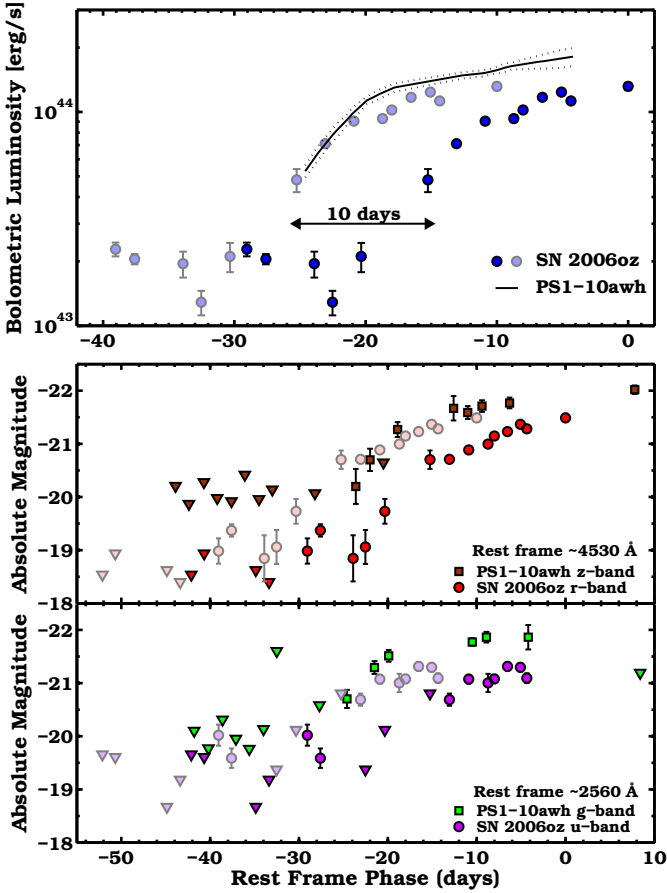 Bolometric Luminosity [erg/s]
10^44
10^43
10 days
SN 2006oz
PS1−10awh
−40 −30 −20 −10 0
Absolute Magnitude
−22
−21
−20
−19
−18
Rest frame ~4530 Å
PS1−10awh z−band
SN 2006oz r−band
Absolute Magnitude
−22
−21
−20
−19
−18
Rest frame ~2560 Å
PS1−10awh g−band
SN 2006oz u−band
−50 −40 −30 −20 −10 0 10
Rest Frame Phase (days)